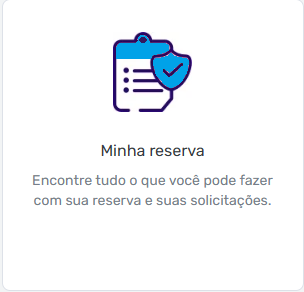 Minha reserva
Encontre tudo o que você pode fazer
com sua reserva e suas solicitações.